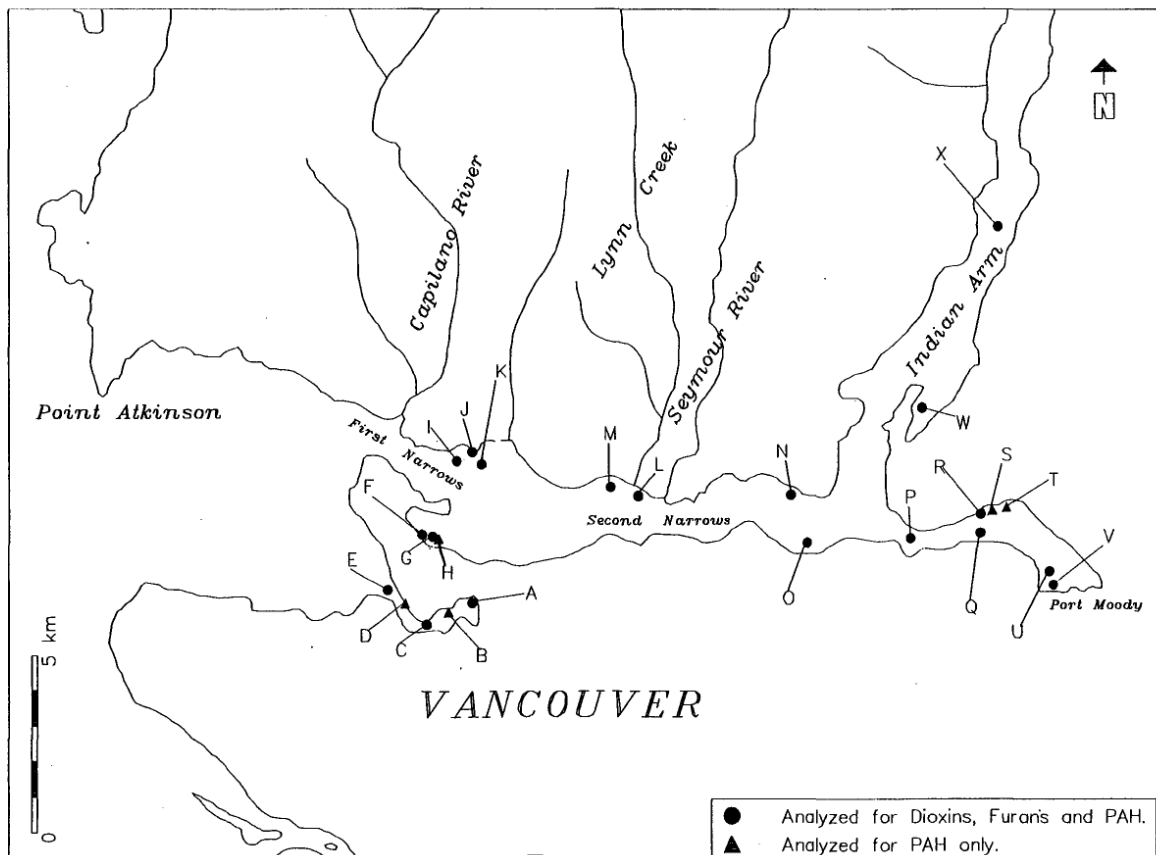 N
X
Capilano River
Lynn Creek
Seymour River
Indian Arm
K
J
I
Point Atkinson
First Narrows
W
M
L
N
R
S
T
F
Second Narrows
P
V
G
H
E
A
O
Q
Port Moody
D
C
B
U
5 km
0
VANCOUVER
Analyzed for Dioxins, Furan's and PAH.
Analyzed for PAH only.